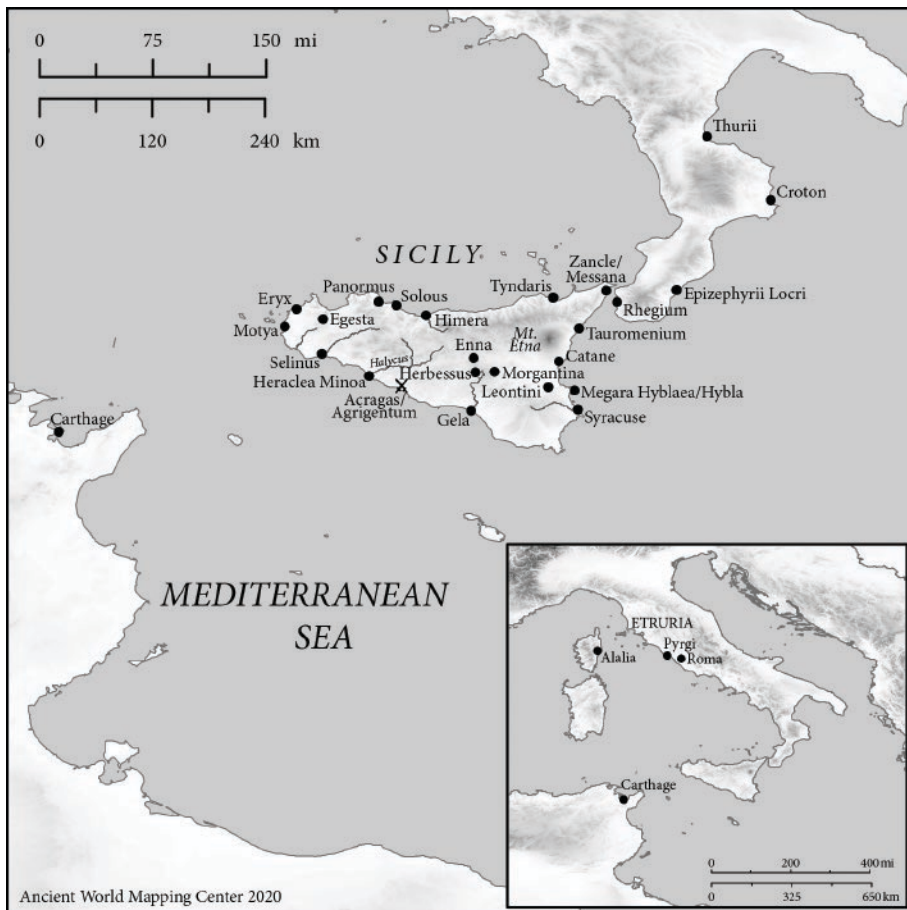 0 75 150 mi
0 120 240
km
Thurii
Croton
SICILY
Zancle/
Messana
Tyndaris
Panormus
Solous
Eryx
Egesta
Himera
Rhegium
Epizephyrii Locri
Motya
Mt.
Etna
Tauromenium
Enna
Catane
Selinus
Halycus
Herbessus
Morgantina
Heraclea Minoa
Leontini
Megara Hyblaea/Hybla
Acragas/
Agrigentum
Gela
Syracuse
Carthage
MEDITERRANEAN
SEA
ETRURIA
Pyrgi
Alalia
Roma
Carthage
0 200 400 mi
0 325 650 km
Ancient World Mapping Center 2020